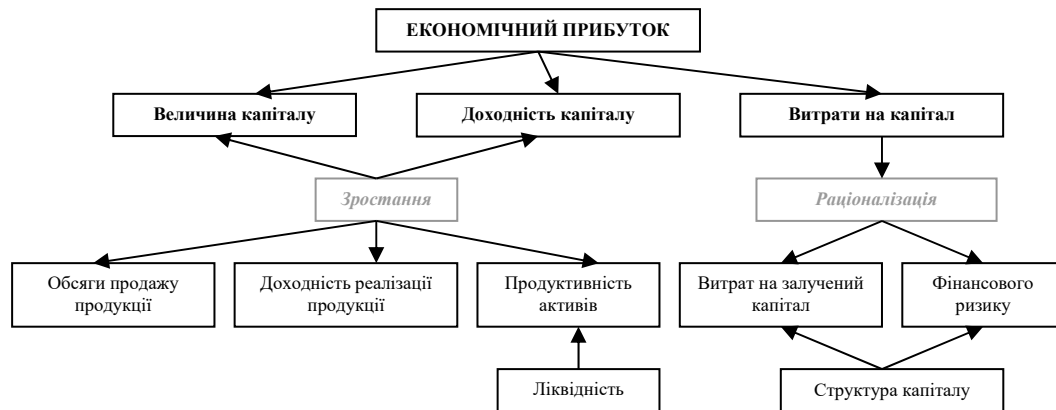 ЕКОНОМІЧНИЙ ПРИБУТОК
Величина капіталу
Доходність капіталу
Витрати на капітал
Зростання
Раціоналізація
Обсяги продажу
продукції
Доходність реалізації
продукції
Продуктивність
активів
Витрат на залучений
капітал
Фінансового
ризику
Ліквідність
Структура капіталу